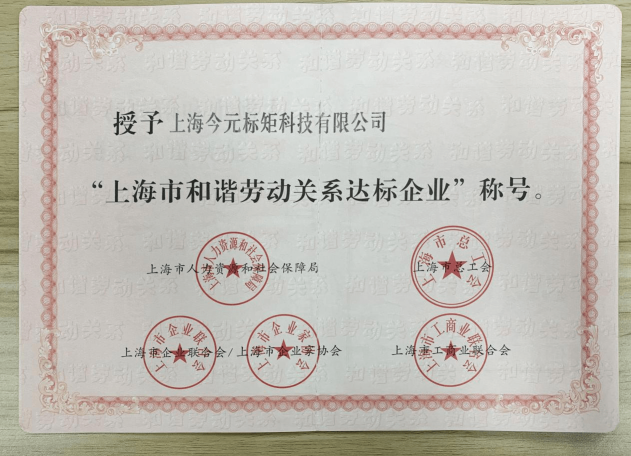 授予 上海今元标矩科技有限公司
“上海市和谐劳动关系达标企业”称号。
上海市人力资源和社会保障局
上海市总工会
上海市企业联合会/上海市企业家协会
上海市工商业联合会